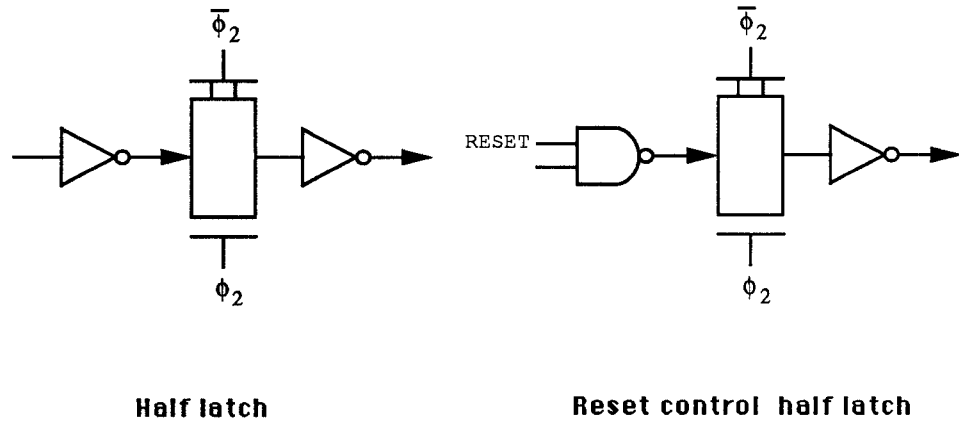 ϕ̅₂
ϕ̅₂
RESET
ϕ₂
ϕ₂
Half latch
Reset control half latch